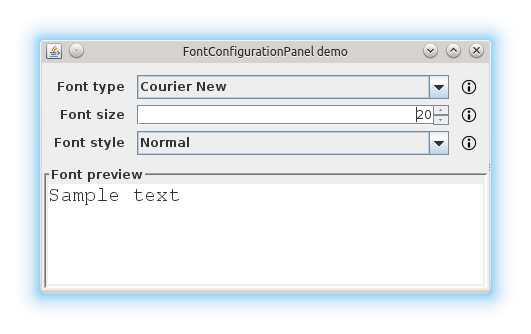 FontConfigurationPanel demo
Font type Courier New
Font size 20
Font style Normal
Font preview
Sample text